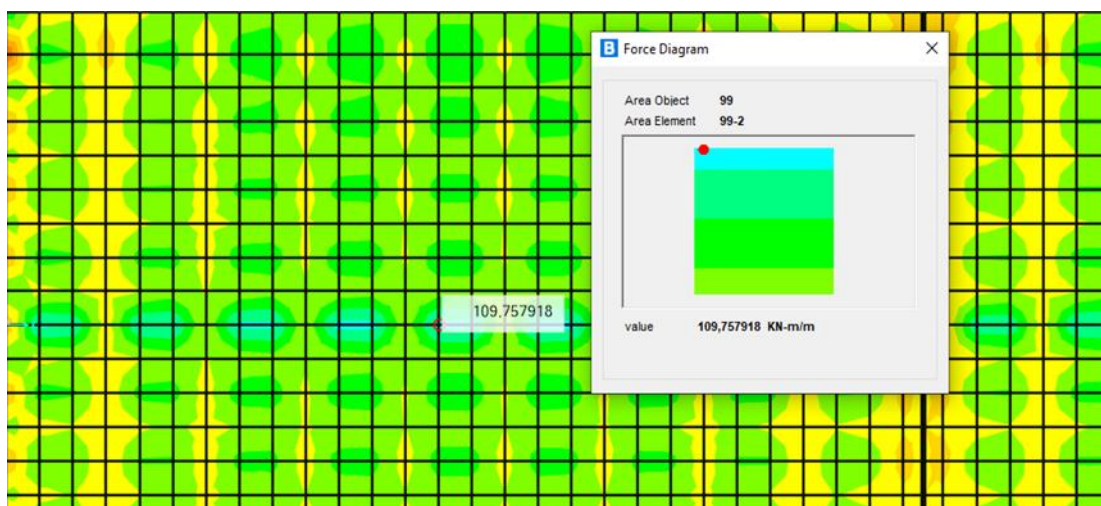 B Force Diagram
Area Object 99
Area Element 99-2
109,757918
value 109,757918 KN-m/m